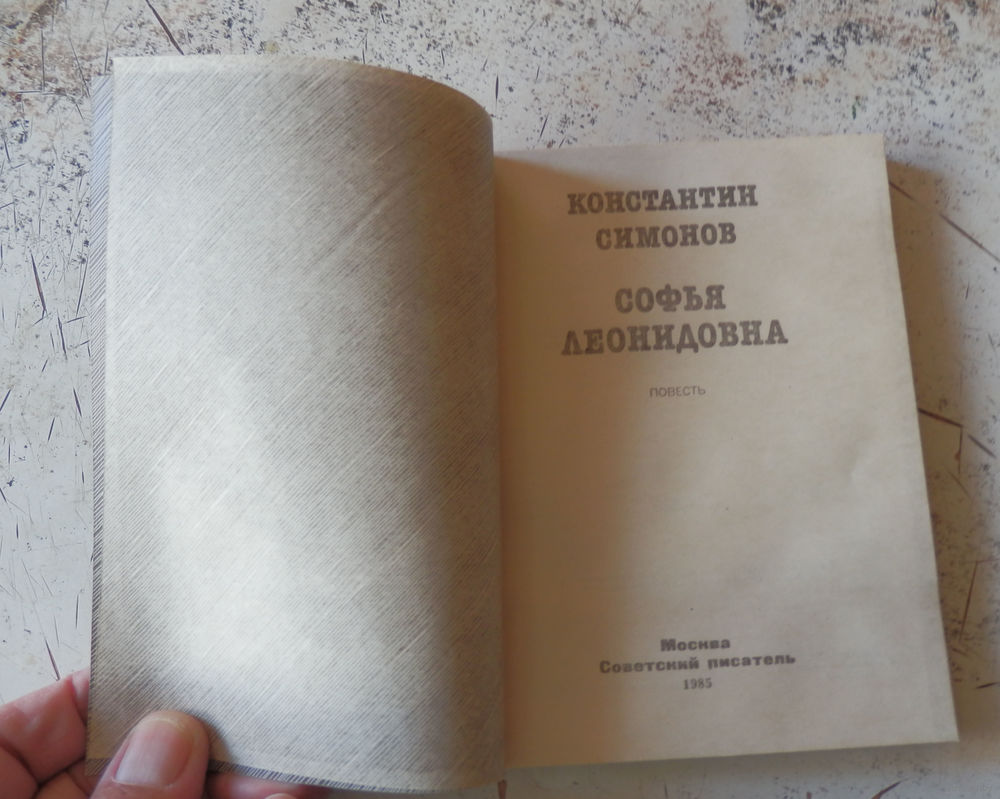 КОНСТАНТИН
СИМОНОВ
СОФЬЯ
ЛЕОНИДОВНА
ПОВЕСТЬ
Москва
Советский писатель
1985